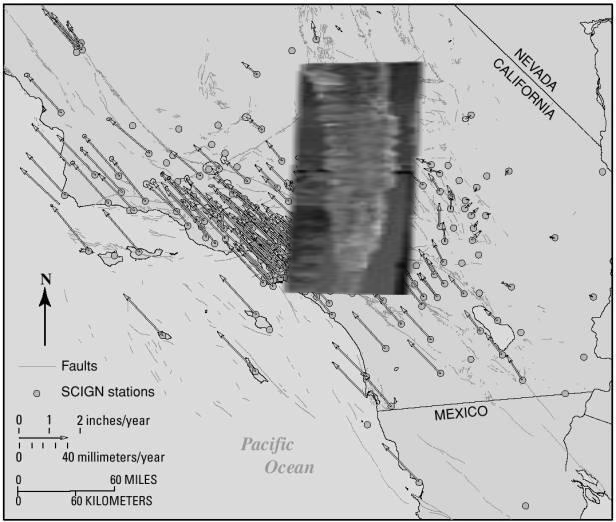 NEVADA
CALIFORNIA
N
Faults
SCIGN stations
0 1 2 inches/year
0 40 millimeters/year
0 60 MILES
0 60 KILOMETERS
MEXICO
Pacific
Ocean